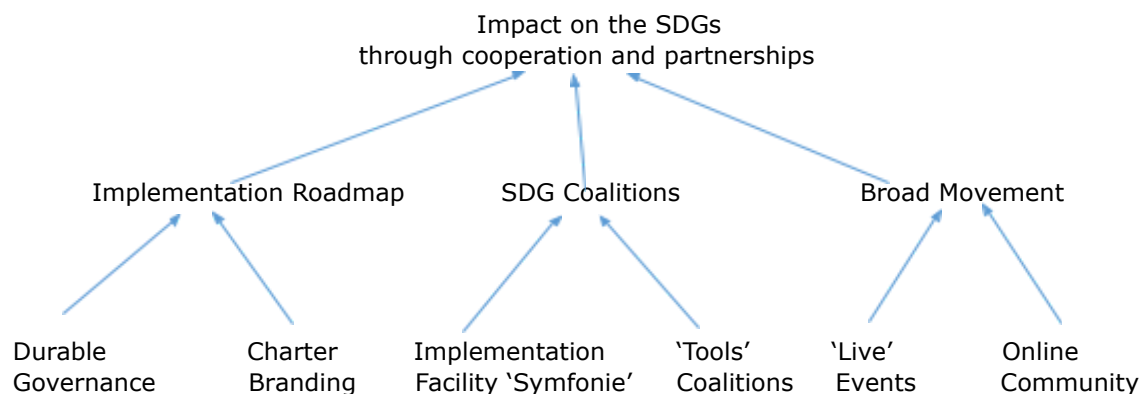 Impact on the SDGs
through cooperation and partnerships
Implementation Roadmap
SDG Coalitions
Broad Movement
Durable
Governance
Charter
Branding
Implementation
Facility ‘Symfonie’
‘Tools’
Coalitions
‘Live’
Events
Online
Community